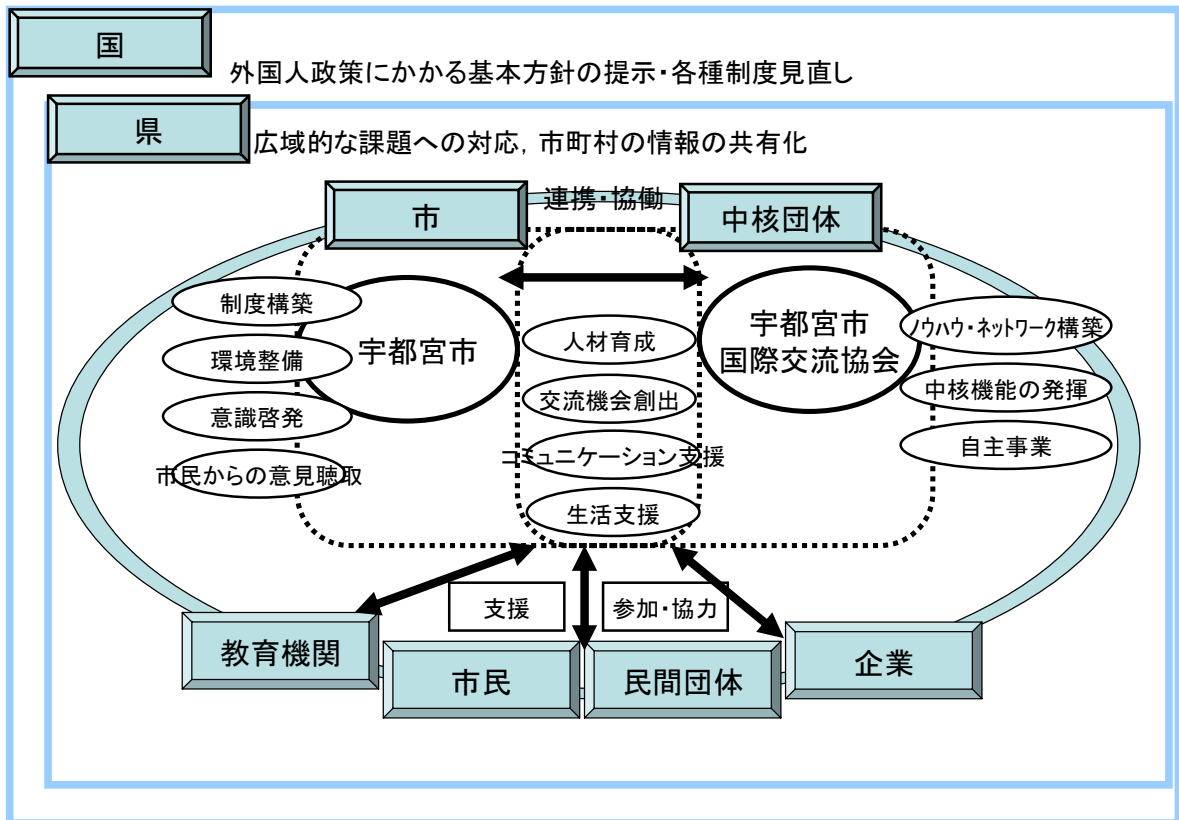 国
外国人政策にかかる基本方針の提示・各種制度見直し
県
広域的な課題への対応，市町村の情報の共有化
市
連携・協働
中核団体
制度構築
環境整備
意識啓発
市民からの意見聴取
宇都宮市
人材育成
交流機会創出
コミュニケーション支援
生活支援
宇都宮市
国際交流協会
ノウハウ・ネットワーク構築
中核機能の発揮
自主事業
支援
参加・協力
教育機関
市民
民間団体
企業